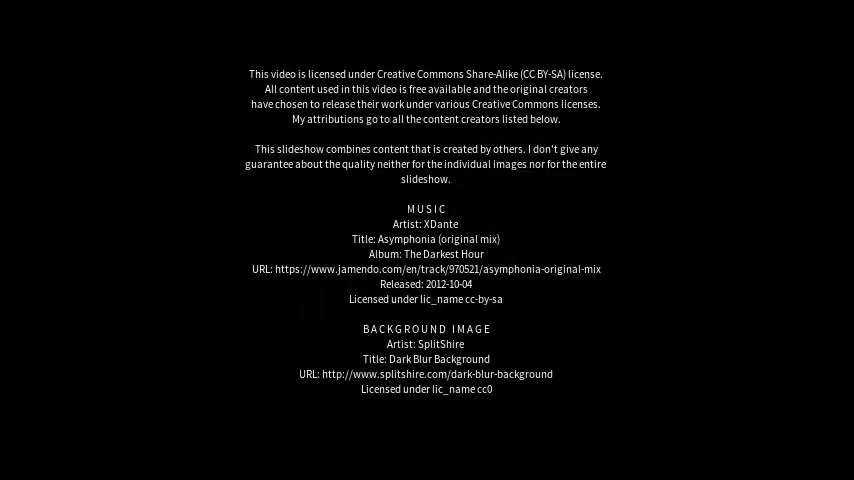 This video is licensed under Creative Commons Share-Alike (CC BY-SA) license.
All content used in this video is free available and the original creators
have chosen to release their work under various Creative Commons licenses.
My attributions go to all the content creators listed below.
This slideshow combines content that is created by others. I don't give any
guarantee about the quality neither for the individual images nor for the entire
slideshow.
MUSIC
Artist: XDante
Title: Asymphonia (original mix)
Album: The Darkest Hour
URL: https://www.jamendo.com/en/track/970521/asymphonia-original-mix
Released: 2012-10-04
Licensed under lic_name cc-by-sa
BACKGROUND IMAGE
Artist: SplitShire
Title: Dark Blur Background
URL: http://www.splitshire.com/dark-blur-background
Licensed under lic_name cc0